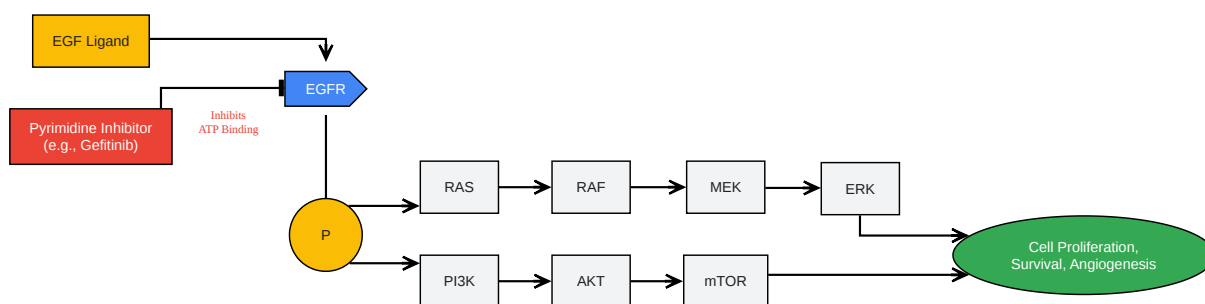 EGF Ligand
EGFR
Pyrimidine Inhibitor
(e.g., Gefitinib)
Inhibits
ATP Binding
P
RAS
RAF
MEK
ERK
PI3K
AKT
mTOR
Cell Proliferation,
Survival, Angiogenesis